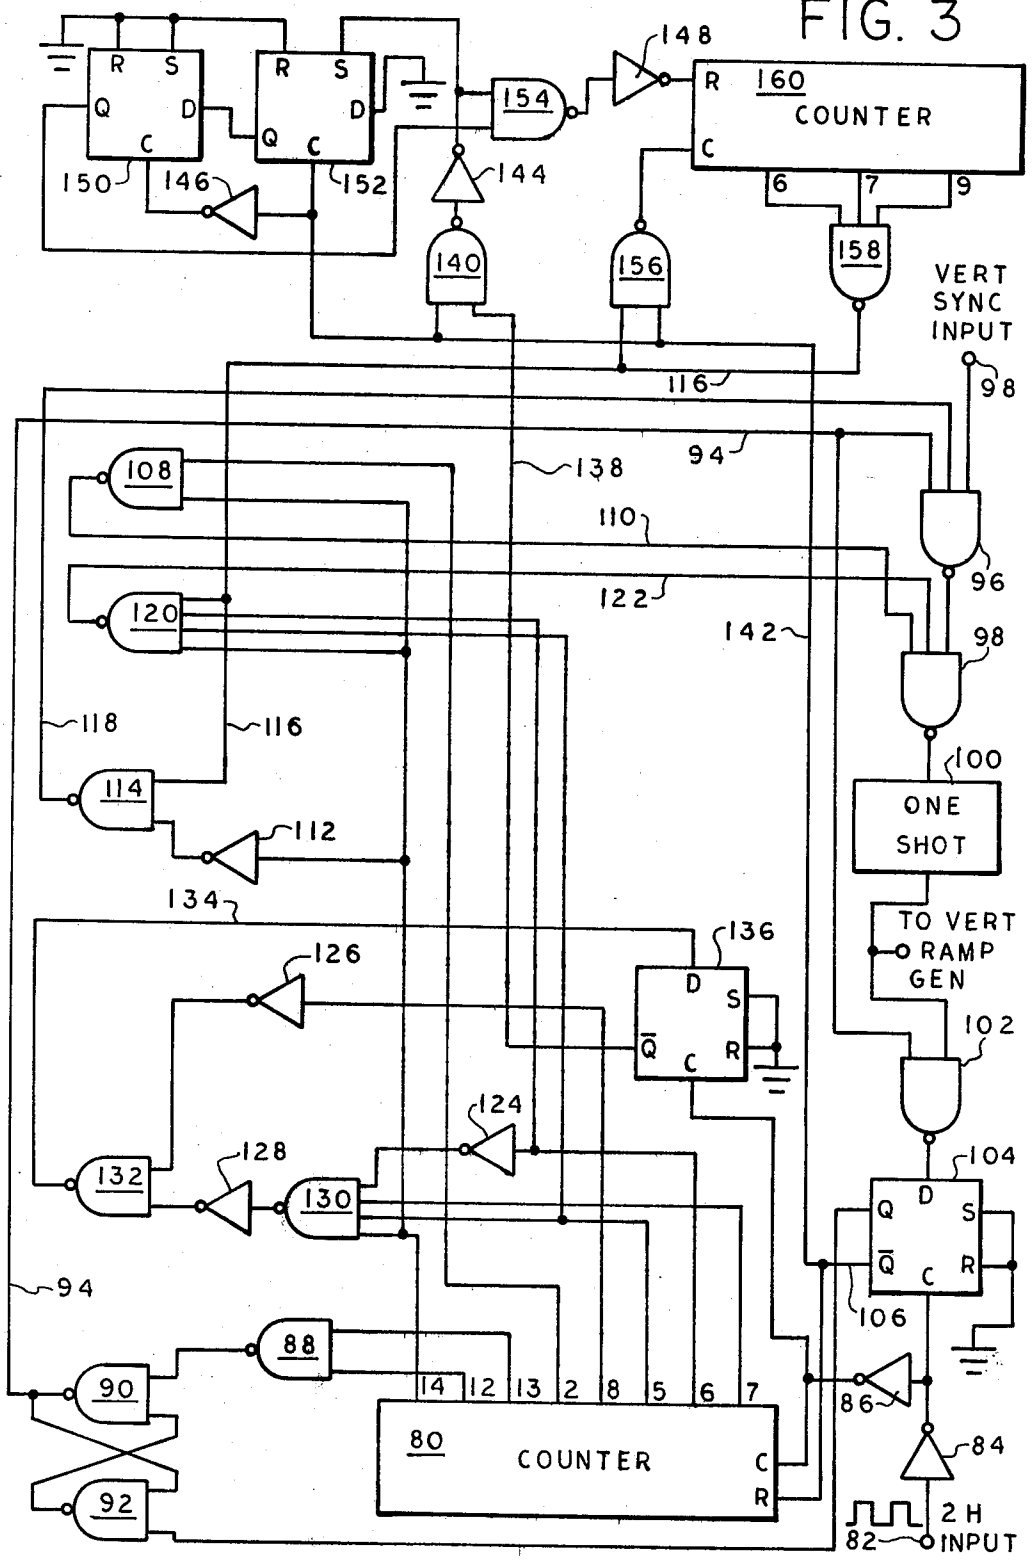 FIG. 3
R S
R S
148
160
R
COUNTER
Q D
Q D
154
C
C
C
150
146
152
144
6 7 9
140
156
158
VERT
SYNC
INPUT
98
116
94
108
138
110
96
122
120
142
98
118
116
100
114
ONE
SHOT
112
134
TO VERT
RAMP
GEN
136
126
D
S
Q̅
R
C
102
124
128
104
132
130
D
Q
S
Q̅
R
C
94
106
88
90
14 12 13 2 8 5 6 7
86
80
COUNTER
C
84
R
92
2 H
82
INPUT